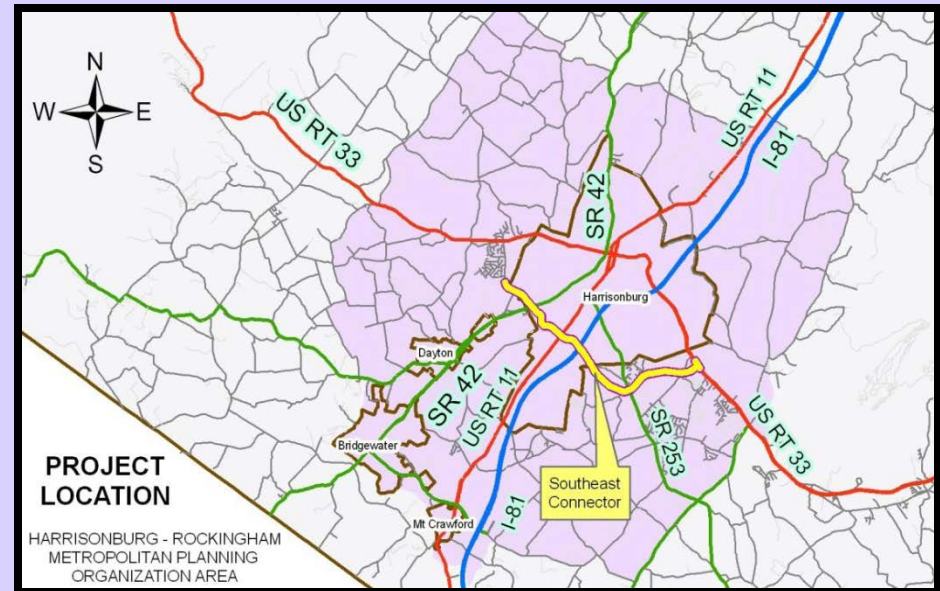 N
W E
S
US RT 33
SR 42
US RT 11
I-81
Harrisonburg
Dayton
SR 42
US RT 11
Bridgewater
Mt Crawford
I-81
Southeast
Connector
SR 253
US RT 33
PROJECT
LOCATION
HARRISONBURG - ROCKINGHAM
METROPOLITAN PLANNING
ORGANIZATION AREA